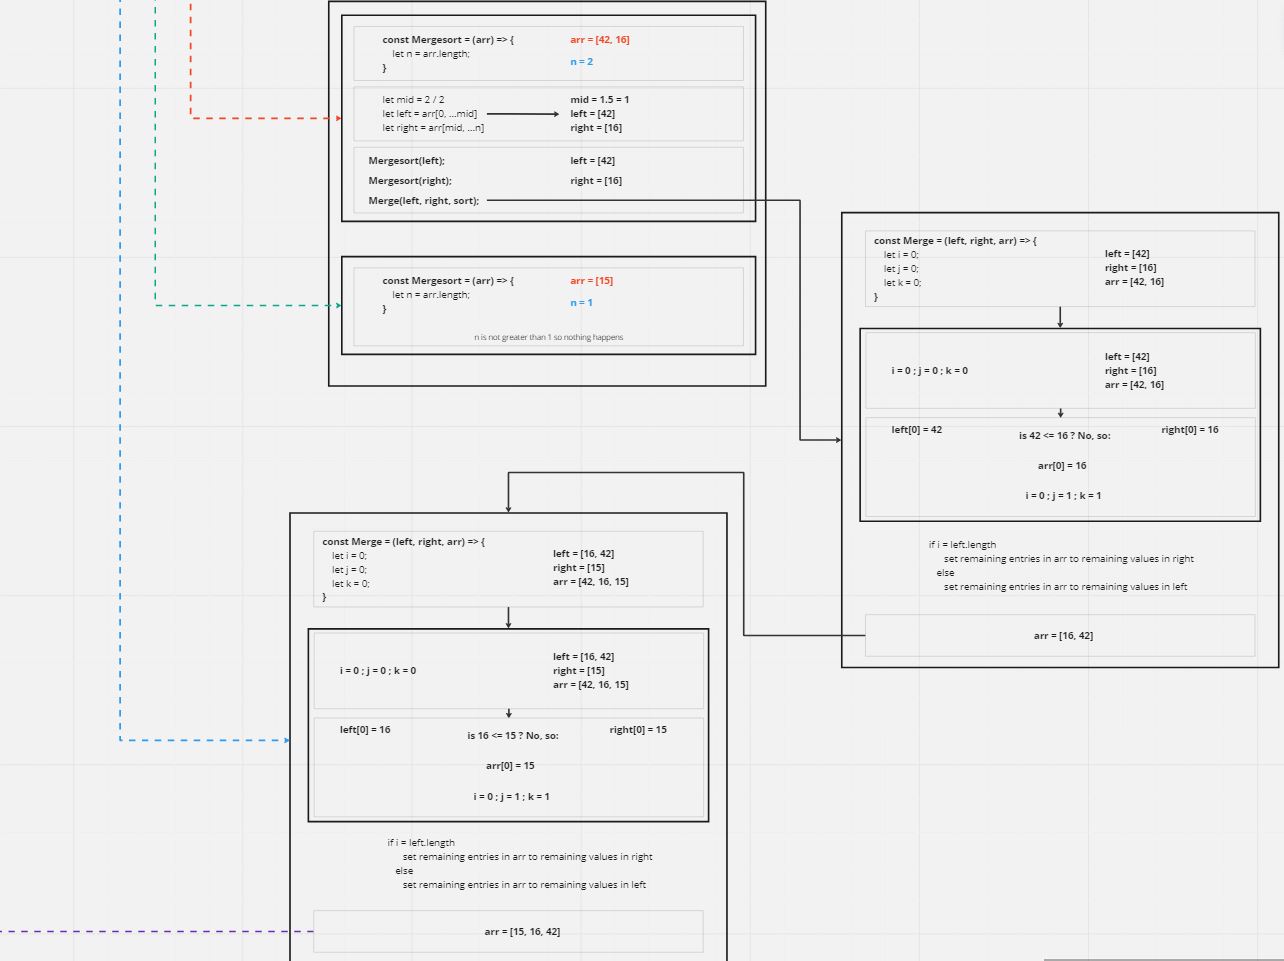 const Mergesort = (arr) => {
let n = arr.length;
}
arr = [42, 16]
n = 2
let mid = 2 / 2
let left = arr[0, ...mid]
let right = arr[mid, ...n]
mid = 1.5 = 1
left = [42]
right = [16]
Mergesort(left);
left = [42]
Mergesort(right);
right = [16]
Merge(left, right, sort);
const Mergesort = (arr) => {
let n = arr.length;
}
arr = [15]
n = 1
n is not greater than 1 so nothing happens
const Merge = (left, right, arr) => {
let i = 0;
let j = 0;
let k = 0;
}
left = [42]
right = [16]
arr = [42, 16]
i = 0 ; j = 0 ; k = 0
left = [42]
right = [16]
arr = [42, 16]
left[0] = 42
is 42 <= 16 ? No, so:
right[0] = 16
arr[0] = 16
i = 0 ; j = 1 ; k = 1
if i = left.length
set remaining entries in arr to remaining values in right
else
set remaining entries in arr to remaining values in left
arr = [16, 42]
const Merge = (left, right, arr) => {
let i = 0;
let j = 0;
let k = 0;
}
left = [16, 42]
right = [15]
arr = [42, 16, 15]
i = 0 ; j = 0 ; k = 0
left = [16, 42]
right = [15]
arr = [42, 16, 15]
left[0] = 16
is 16 <= 15 ? No, so:
right[0] = 15
arr[0] = 15
i = 0 ; j = 1 ; k = 1
if i = left.length
set remaining entries in arr to remaining values in right
else
set remaining entries in arr to remaining values in left
arr = [15, 16, 42]